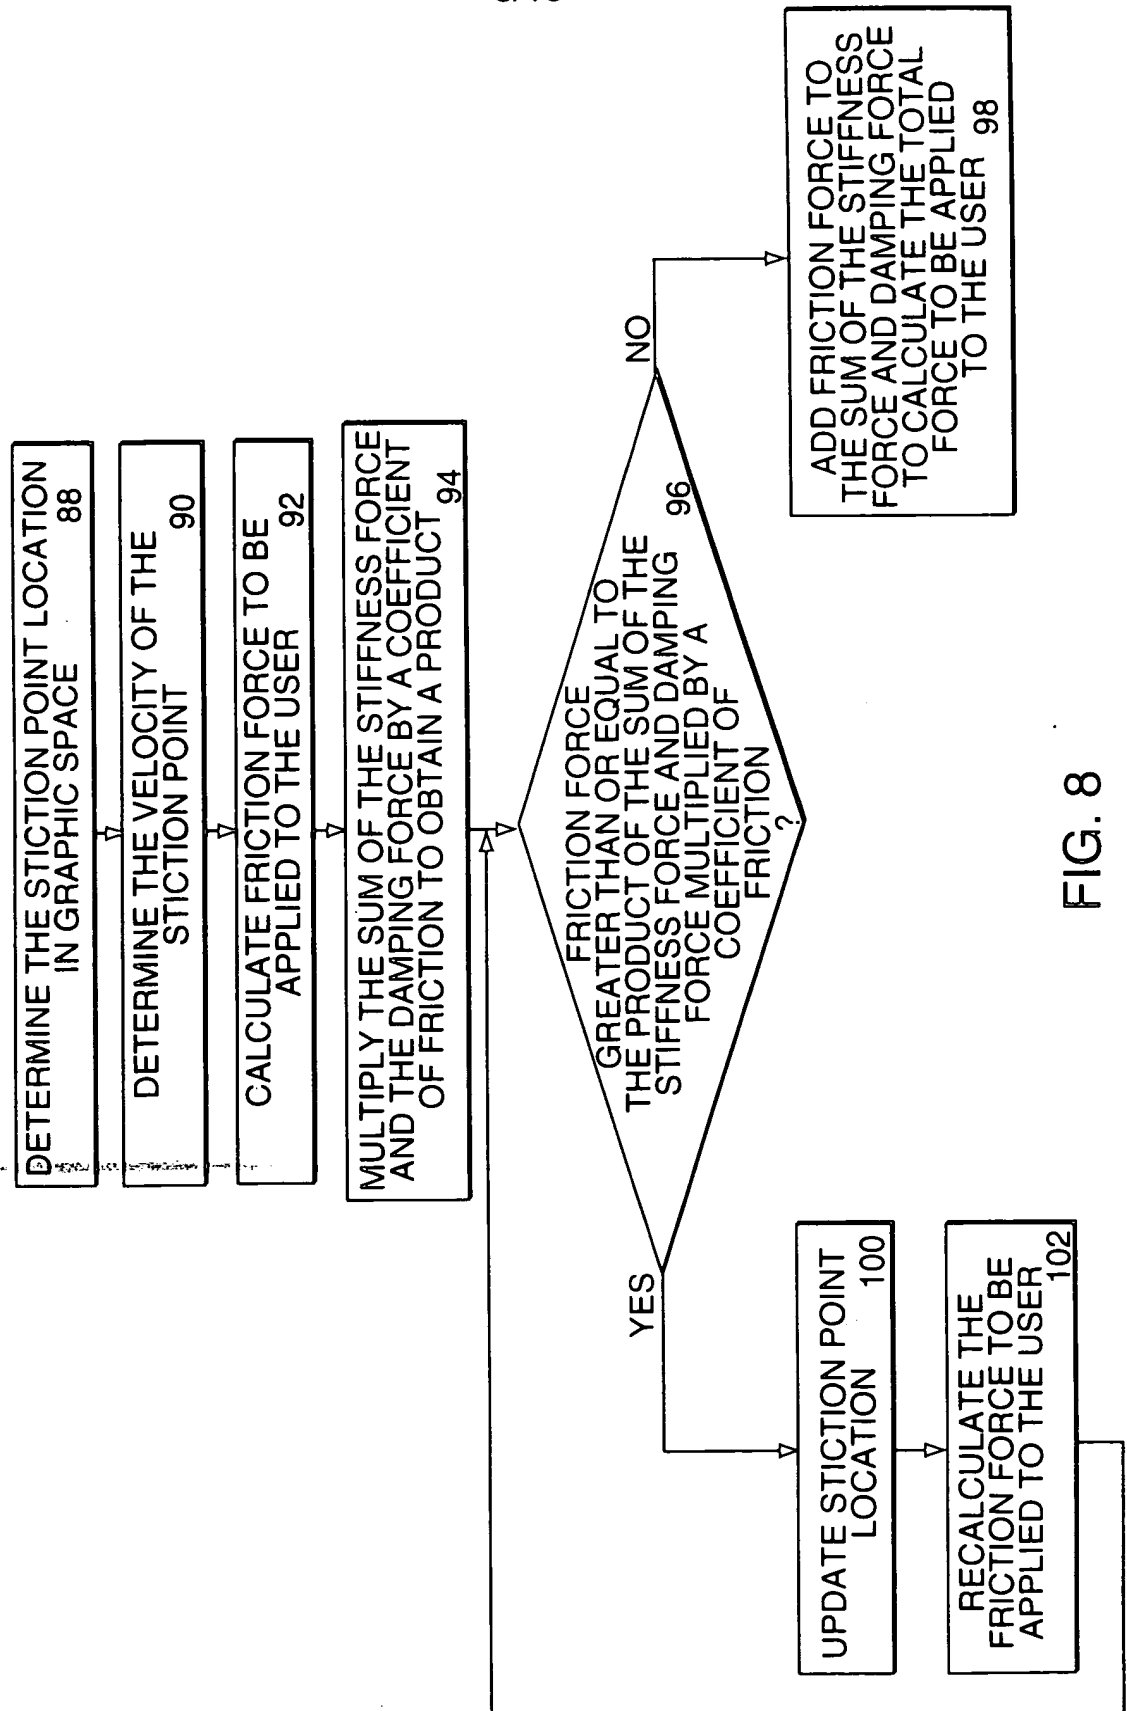 DETERMINE THE STICTION POINT LOCATION
IN GRAPHIC SPACE 88
DETERMINE THE VELOCITY OF THE
STICTION POINT 90
CALCULATE FRICTION FORCE TO BE
APPLIED TO THE USER 92
MULTIPLY THE SUM OF THE STIFFNESS FORCE
AND THE DAMPING FORCE BY A COEFFICIENT
OF FRICTION TO OBTAIN A PRODUCT 94
FRICTION FORCE
GREATER THAN OR EQUAL TO
THE PRODUCT OF THE SUM OF THE
STIFFNESS FORCE AND DAMPING 96
FORCE MULTIPLIED BY A
COEFFICIENT OF
FRICTION
?
YES
NO
UPDATE STICTION POINT
LOCATION 100
RECALCULATE THE
FRICTION FORCE TO BE
APPLIED TO THE USER 102
ADD FRICTION FORCE TO
THE SUM OF THE STIFFNESS
FORCE AND DAMPING FORCE
TO CALCULATE THE TOTAL
FORCE TO BE APPLIED
TO THE USER 98
FIG. 8